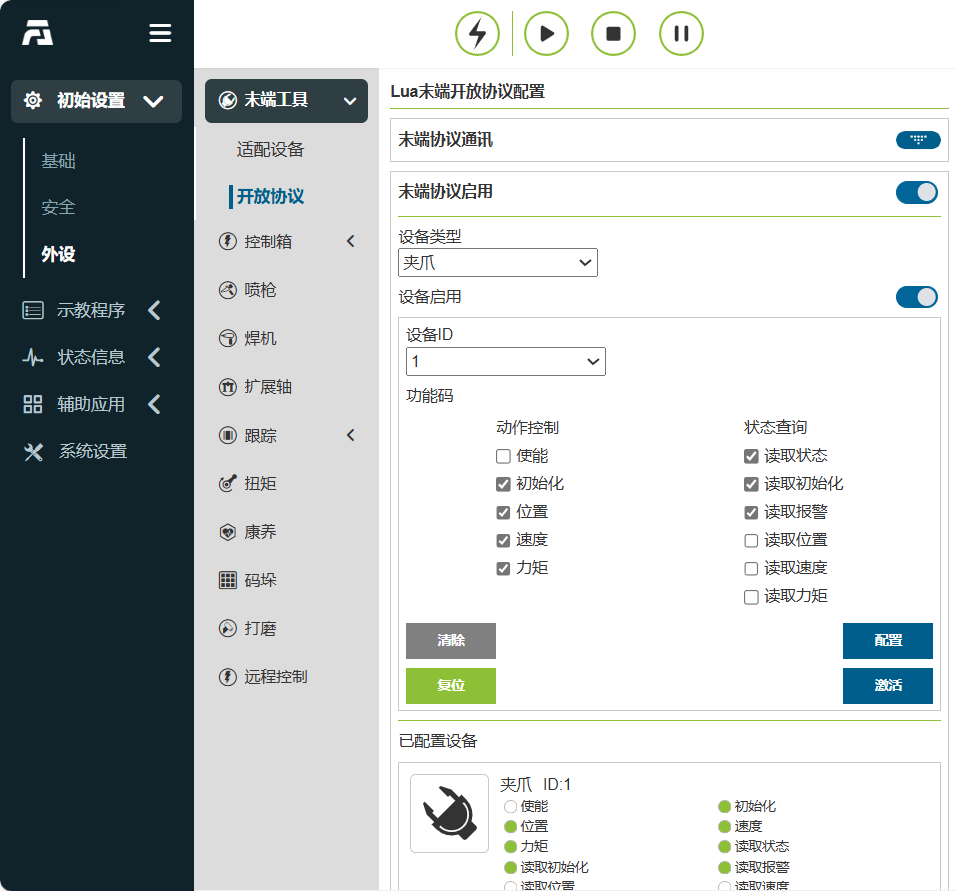 初始设置
基础
安全
外设
示教程序
状态信息
辅助应用
系统设置
末端工具
适配设备
开放协议
控制箱
喷枪
焊机
扩展轴
跟踪
扭矩
康养
码垛
打磨
远程控制
Lua末端开放协议配置
末端协议通讯
末端协议启用
设备类型
夹爪
设备启用
设备ID
1
功能码
动作控制 状态查询
使能 读取状态
初始化 读取初始化
位置 读取报警
速度 读取位置
力矩 读取速度
读取力矩
清除 配置
复位 激活
已配置设备
夹爪 ID:1
使能 初始化
位置 速度
力矩 读取状态
读取初始化 读取报警
读取位置 读取速度